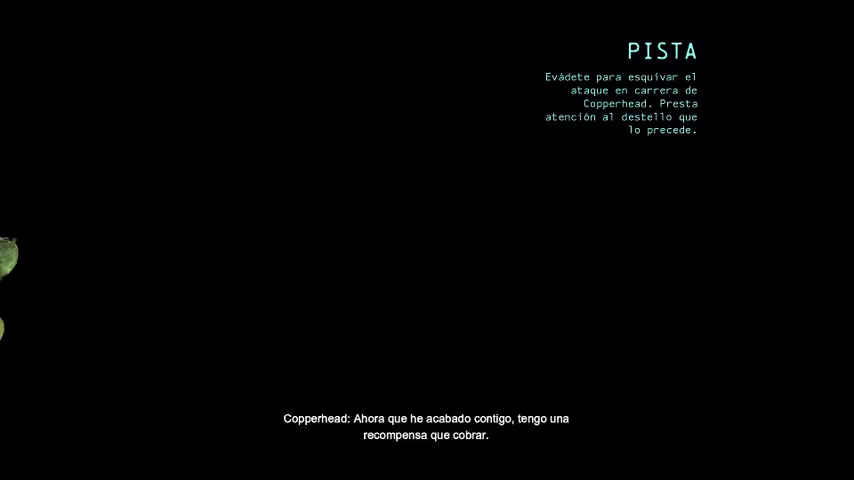 PISTA
Evádete para esquivar el
ataque en carrera de
Copperhead. Presta
atención al destello que
lo precede.
Copperhead: Ahora que he acabado contigo, tengo una
recompensa que cobrar.